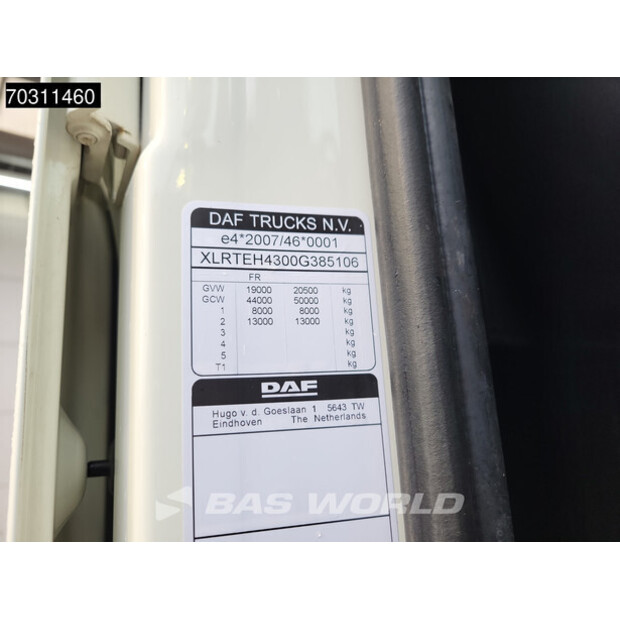 70311460
DAF TRUCKS N.V.
e4*2007/46*0001
XLRTEH4300G385106
FR
GVW 19000 20500 kg
GCW 44000 50000 kg
1 8000 8000 kg
2 13000 13000 kg
3 kg
4 kg
5 kg
T1 kg
DAF
Hugo v. d. Goeslaan 1 5643 TW
Eindhoven The Netherlands
BAS WORLD